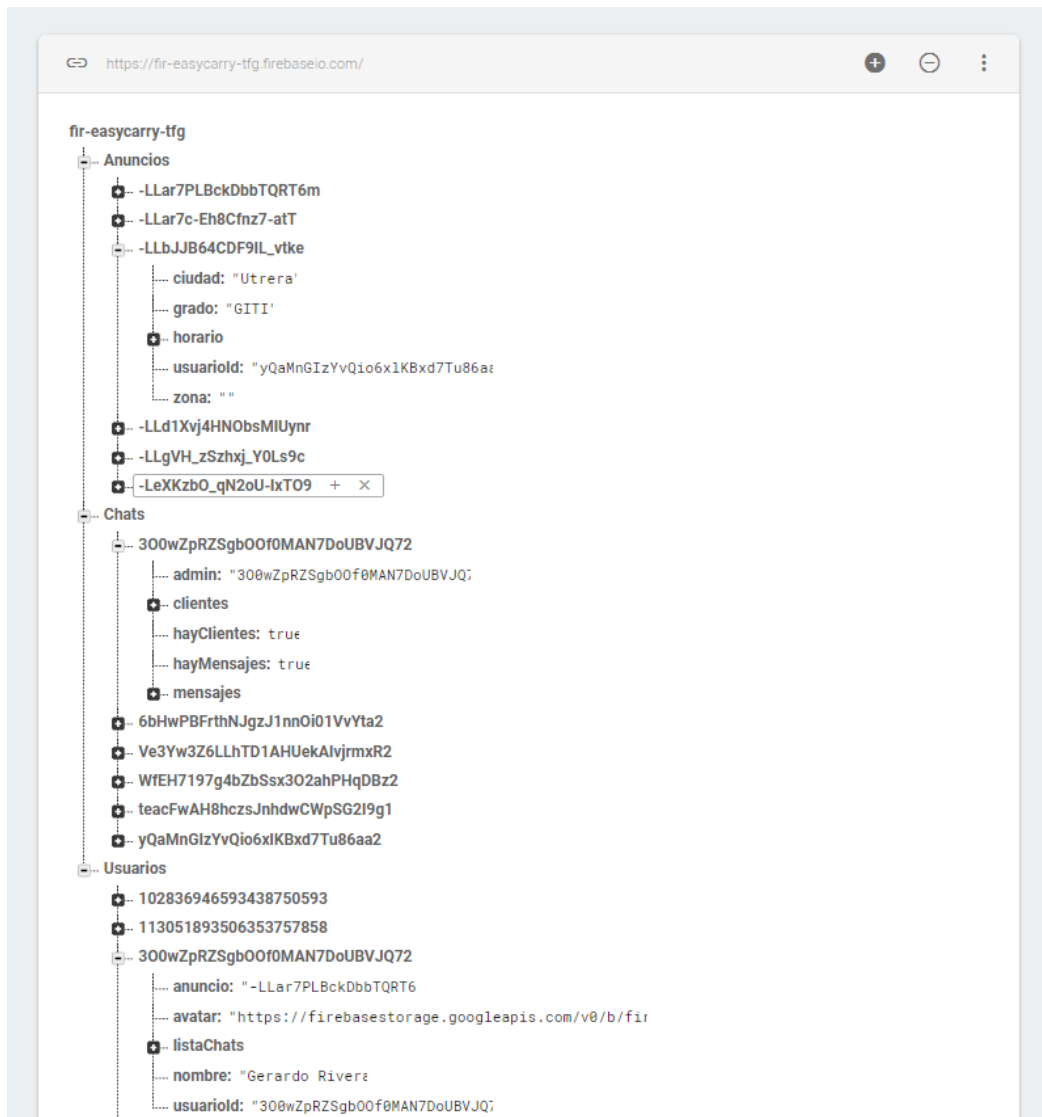 https://fir-easycarry-tfg.firebaseio.com/
fir-easycarry-tfg
Anuncios
-LLar7PLBckDbbTQRT6m
-LLar7c-Eh8Cfnz7-atT
-LLbJJB64CDF9IL_vtke
ciudad: "Utrera'
grado: "GITI'
horario
usuarioId: "yQaMnGIzYvQio6xlKBxd7Tu86aa
zona: ""
-LLd1Xvj4HNObsMIUynr
-LLgVH_zSzhxj_Y0Ls9c
-LeXKzbO_qN2oU-IxTO9
Chats
3O0wZpRZSgbOOf0MAN7DoUBVJQ72
admin: "3O0wZpRZSgbOOf0MAN7DoUBVJQ7
clientes
hayClientes: true
hayMensajes: true
mensajes
6bHwPBFrthNJgzJ1nnOi01VvYta2
Ve3Yw3Z6LLhTD1AHUekAIvjrmxR2
WfEH7197g4bZbSsx3O2ahPHqDBz2
teacFwAH8hczsJnhdwCWpSG2I9g1
yQaMnGIzYvQio6xlKBxd7Tu86aa2
Usuarios
102836946593438750593
113051893506353757858
3O0wZpRZSgbOOf0MAN7DoUBVJQ72
anuncio: "-LLar7PLBckDbbTQRT6
avatar: "https://firebasestorage.googleapis.com/v0/b/fir
listaChats
nombre: "Gerardo Rivera
usuarioId: "3O0wZpRZSgbOOf0MAN7DoUBVJQ7